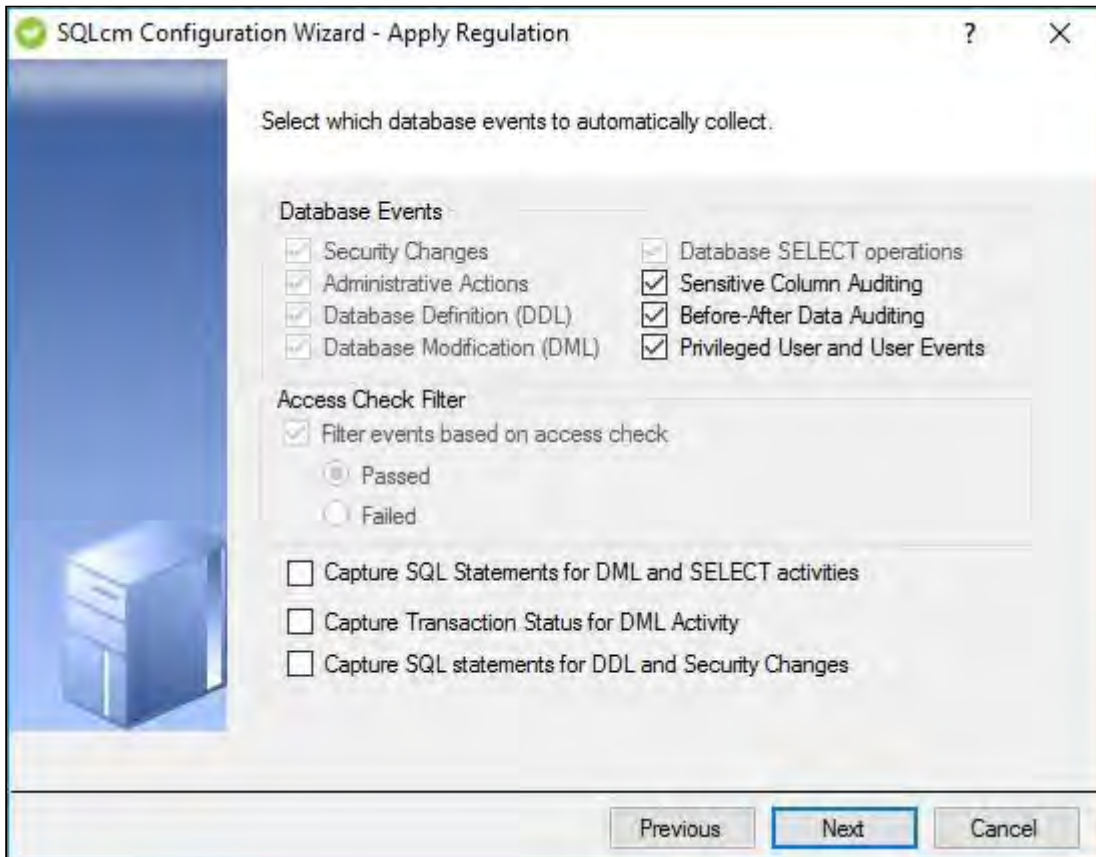 SQLcm Configuration Wizard - Apply Regulation ?
Select which database events to automatically collect.
Database Events
Security Changes
Administrative Actions
Database Definition (DDL)
Database Modification (DML)
Database SELECT operations
Sensitive Column Auditing
Before-After Data Auditing
Privileged User and User Events
Access Check Filter
Filter events based on access check
Passed
Failed
Capture SQL Statements for DML and SELECT activities
Capture Transaction Status for DML Activity
Capture SQL statements for DDL and Security Changes
Previous Next Cancel